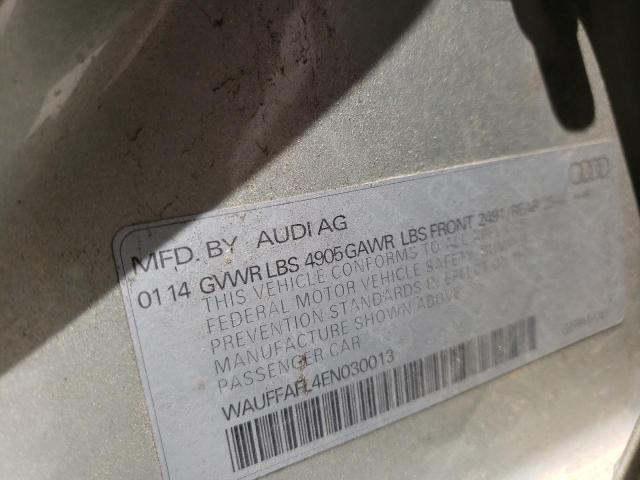 MFD. BY AUDI AG
01 14 GVWR LBS 4905 GAWR LBS FRONT 2491/REAR
THIS VEHICLE CONFORMS TO ALL
FEDERAL MOTOR VEHICLE SAFETY
PREVENTION STANDARDS IN EFFECT ON
MANUFACTURE SHOWN ABOVE
PASSENGER CAR
WAUFFAFL4EN030013